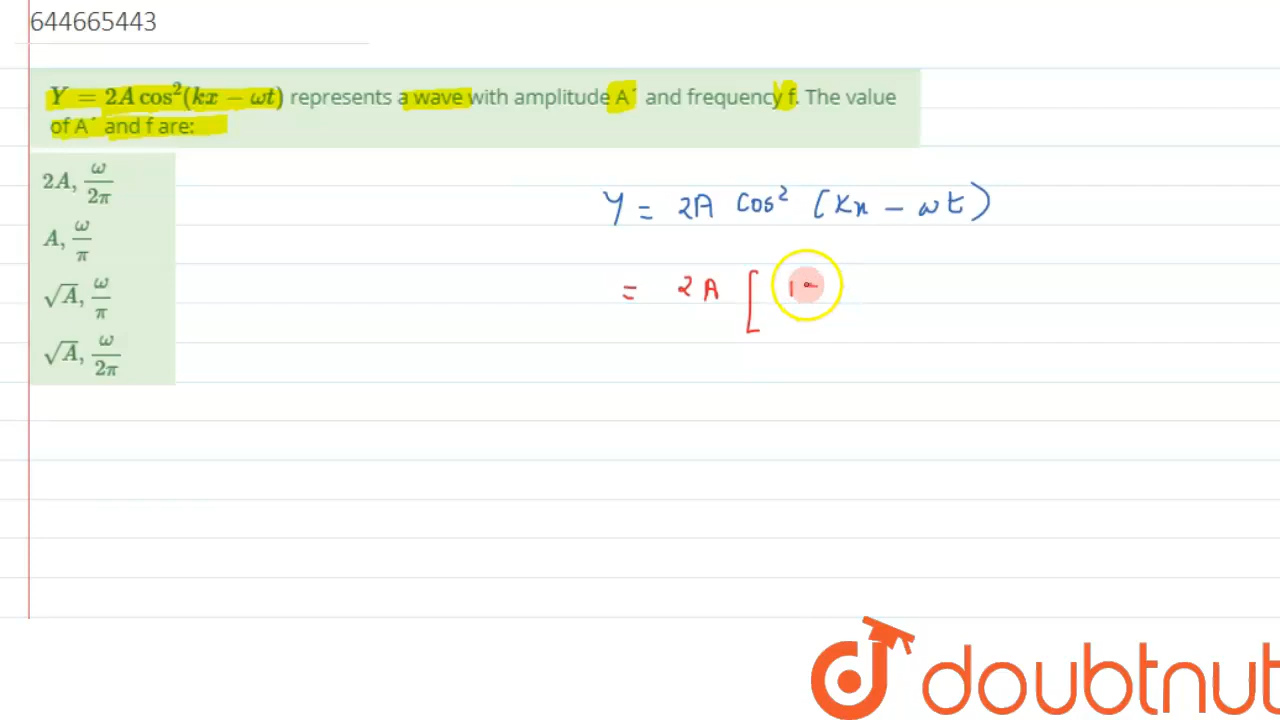 644665443
Y = 2A cos²(kx − ωt) represents a wave with amplitude A´ and frequency f. The value
of A´ and f are:
2A, ω/2π
A, ω/π
√A, ω/π
√A, ω/2π
Y = 2A cos² (kx − ωt)
= 2A [ 1
doubtnut